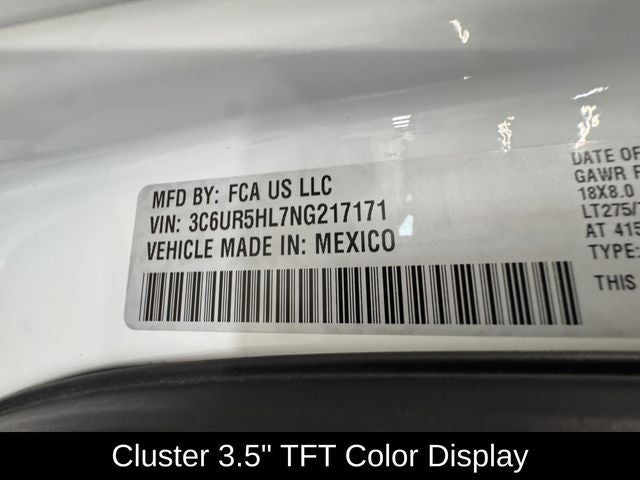 MFD BY: FCA US LLC
VIN: 3C6UR5HL7NG217171
VEHICLE MADE IN: MEXICO
DATE OF
GAWR F
18X8.0
LT275/
AT 415
TYPE:
THIS
Cluster 3.5" TFT Color Display